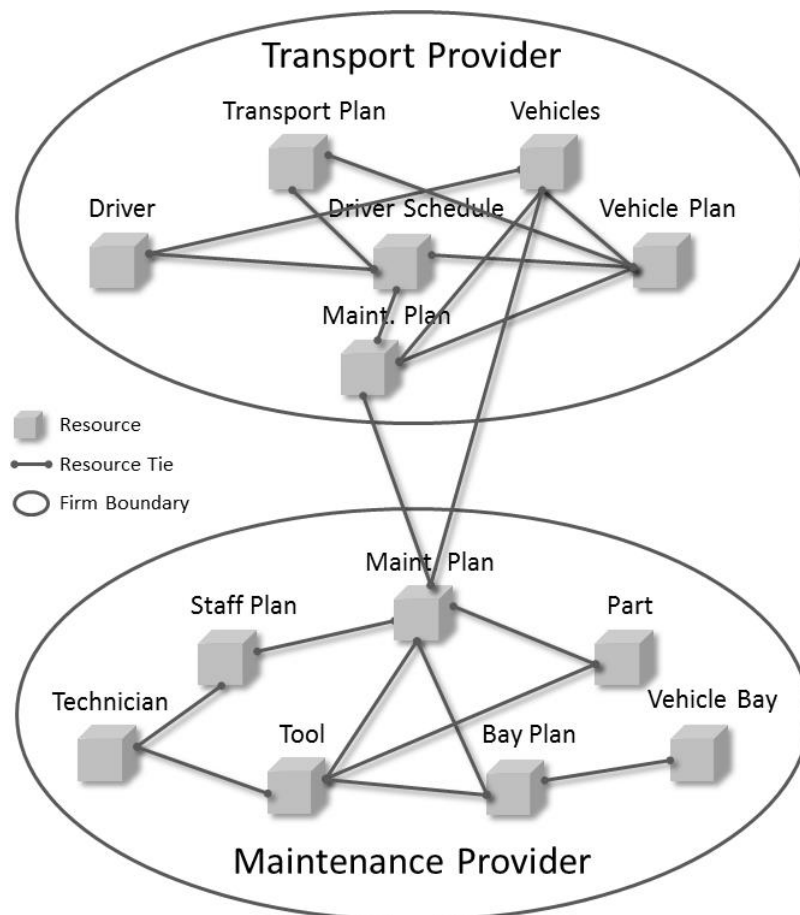 Transport Provider
Transport Plan
Vehicles
Driver
Driver Schedule
Vehicle Plan
Maint. Plan
Resource
Resource Tie
Firm Boundary
Maint. Plan
Staff Plan
Part
Technician
Tool
Bay Plan
Vehicle Bay
Maintenance Provider